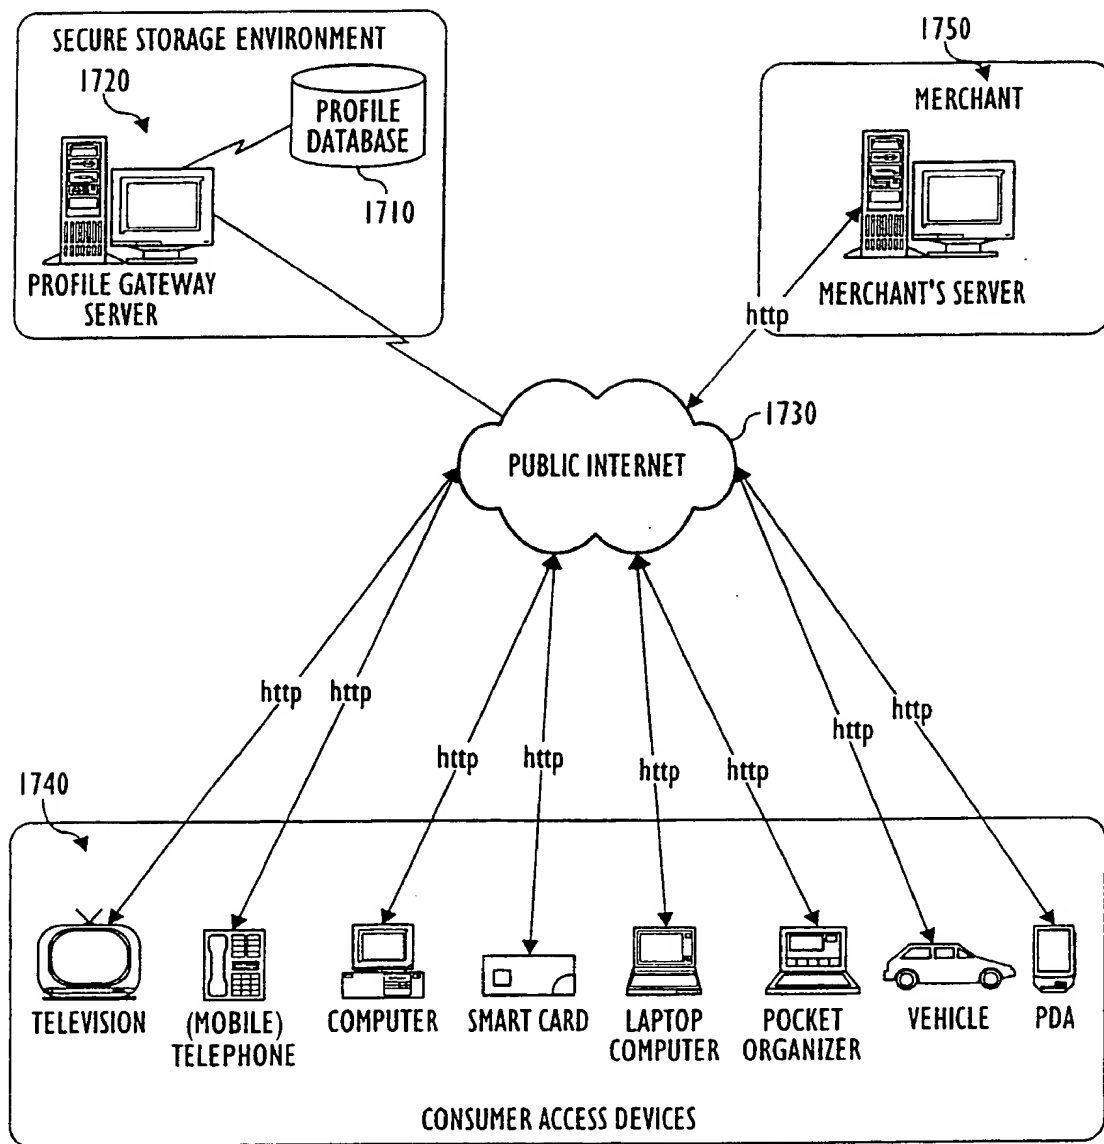 SECURE STORAGE ENVIRONMENT
1720
PROFILE
DATABASE
1710
PROFILE GATEWAY
SERVER
1750
MERCHANT
MERCHANT'S SERVER
http
1730
PUBLIC INTERNET
http
http
http
http
http
http
http
http
1740
TELEVISION
(MOBILE)
TELEPHONE
COMPUTER
SMART CARD
LAPTOP
COMPUTER
POCKET
ORGANIZER
VEHICLE
PDA
CONSUMER ACCESS DEVICES